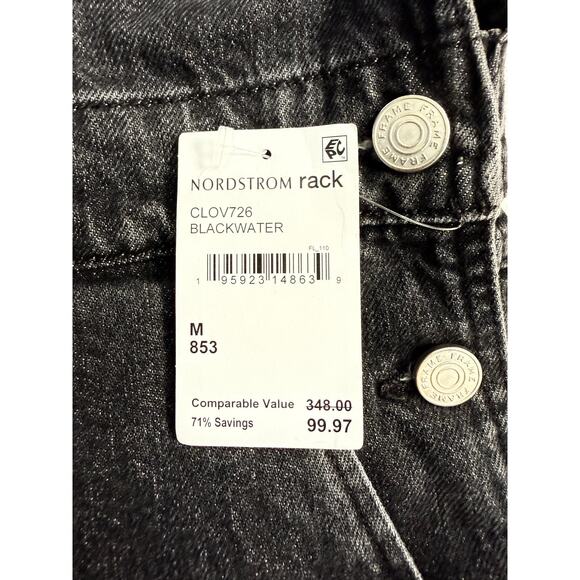 NORDSTROM rack
CLOV726
BLACKWATER
FL_110
1 95923 14863 9
M
853
Comparable Value 348.00
71% Savings 99.97
FRAME FRAME
FRAME FRAME